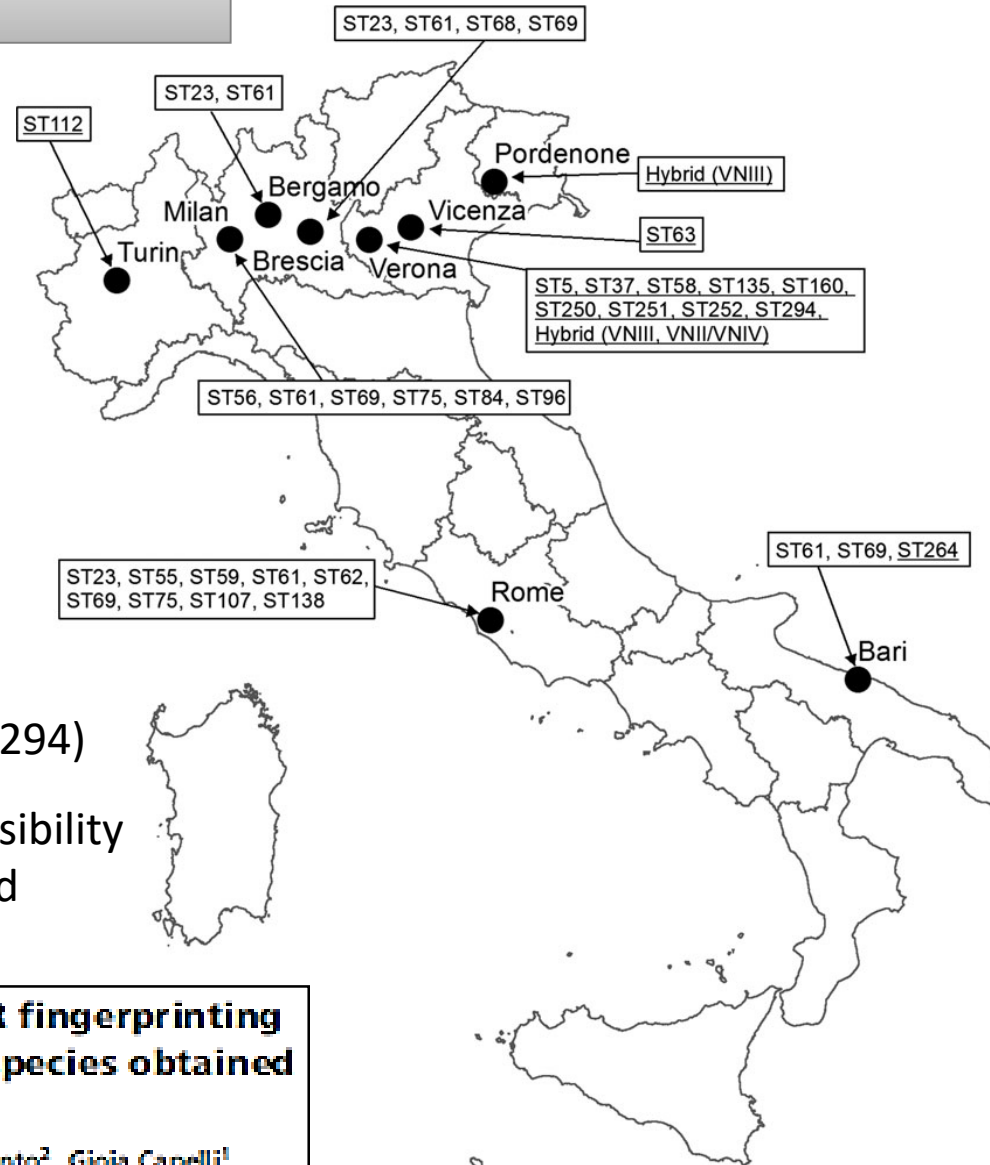 ST23, ST61, ST68, ST69
ST23, ST61
ST112
Pordenone
Hybrid (VNIII)
Bergamo
Milan
Vicenza
ST63
Turin
Brescia
Verona
ST5, ST37, ST58, ST135, ST160,
ST250, ST251, ST252, ST294,
Hybrid (VNIII, VNII/VNIV)
ST56, ST61, ST69, ST75, ST84, ST96
ST61, ST69, ST264
ST23, ST55, ST59, ST61, ST62,
ST69, ST75, ST107, ST138
Rome
Bari
294)
sibility
d
fingerprinting
pecies obtained
nto², Gioia Capelli¹